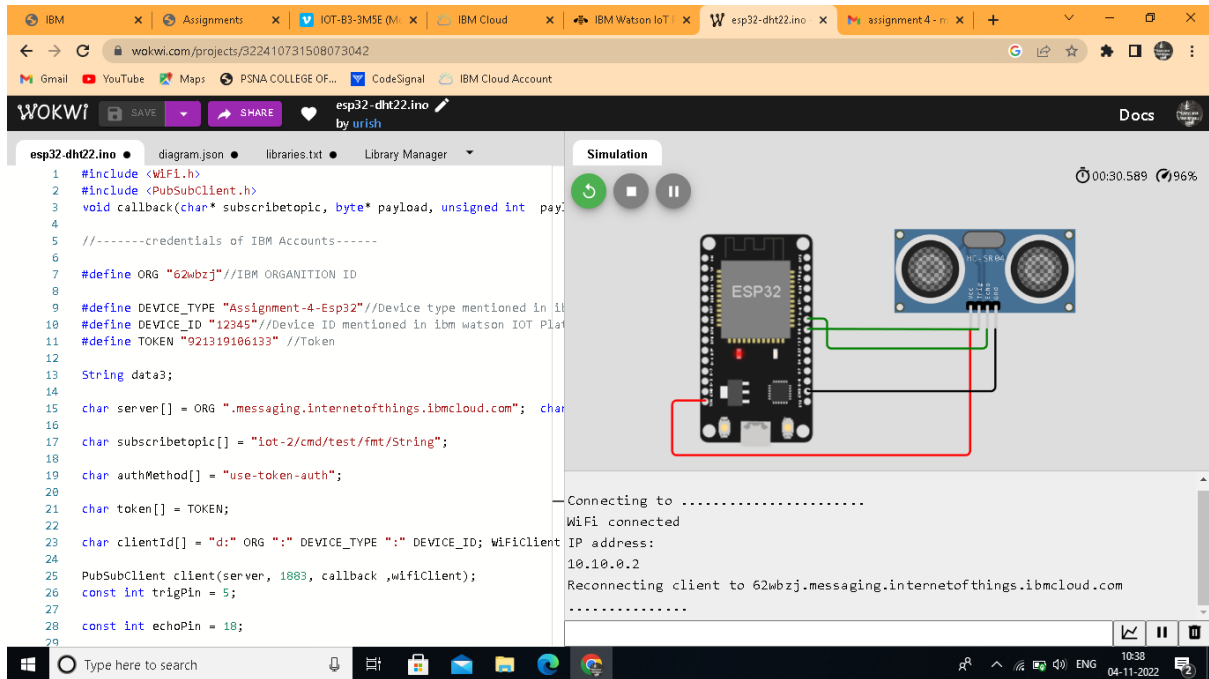 IBM
Assignments
IOT-B3-3M5E (M
IBM Cloud
IBM Watson IoT
esp32-dht22.ino
assignment 4 - m
wokwi.com/projects/322410731508073042
Gmail YouTube Maps PSNA COLLEGE OF... CodeSignal IBM Cloud Account
WOKWi SAVE SHARE esp32-dht22.ino Docs
by urish
esp32-dht22.ino diagram.json libraries.txt Library Manager
1 #include <WiFi.h>
2 #include <PubSubClient.h>
3 void callback(char* subscribetopic, byte* payload, unsigned int payl
4
5 //-------credentials of IBM Accounts------
6
7 #define ORG "62wbzj"//IBM ORGANITION ID
8
9 #define DEVICE_TYPE "Assignment-4-Esp32"//Device type mentioned in ib
10 #define DEVICE_ID "12345"//Device ID mentioned in ibm watson IOT Plat
11 #define TOKEN "921319106133" //Token
12
13 String data3;
14
15 char server[] = ORG ".messaging.internetofthings.ibmcloud.com"; char
16
17 char subscribetopic[] = "iot-2/cmd/test/fmt/String";
18
19 char authMethod[] = "use-token-auth";
20
21 char token[] = TOKEN;
22
23 char clientId[] = "d:" ORG ":" DEVICE_TYPE ":" DEVICE_ID; WiFiClient
24
25 PubSubClient client(server, 1883, callback ,wifiClient);
26 const int trigPin = 5;
27
28 const int echoPin = 18;
29
Simulation
00:30.589 96%
ESP32
HC-SR04
Vcc
Trig
Echo
Gnd
Connecting to .......................
WiFi connected
IP address:
10.10.0.2
Reconnecting client to 62wbzj.messaging.internetofthings.ibmcloud.com
...............
Type here to search
ENG
10:38
04-11-2022
2